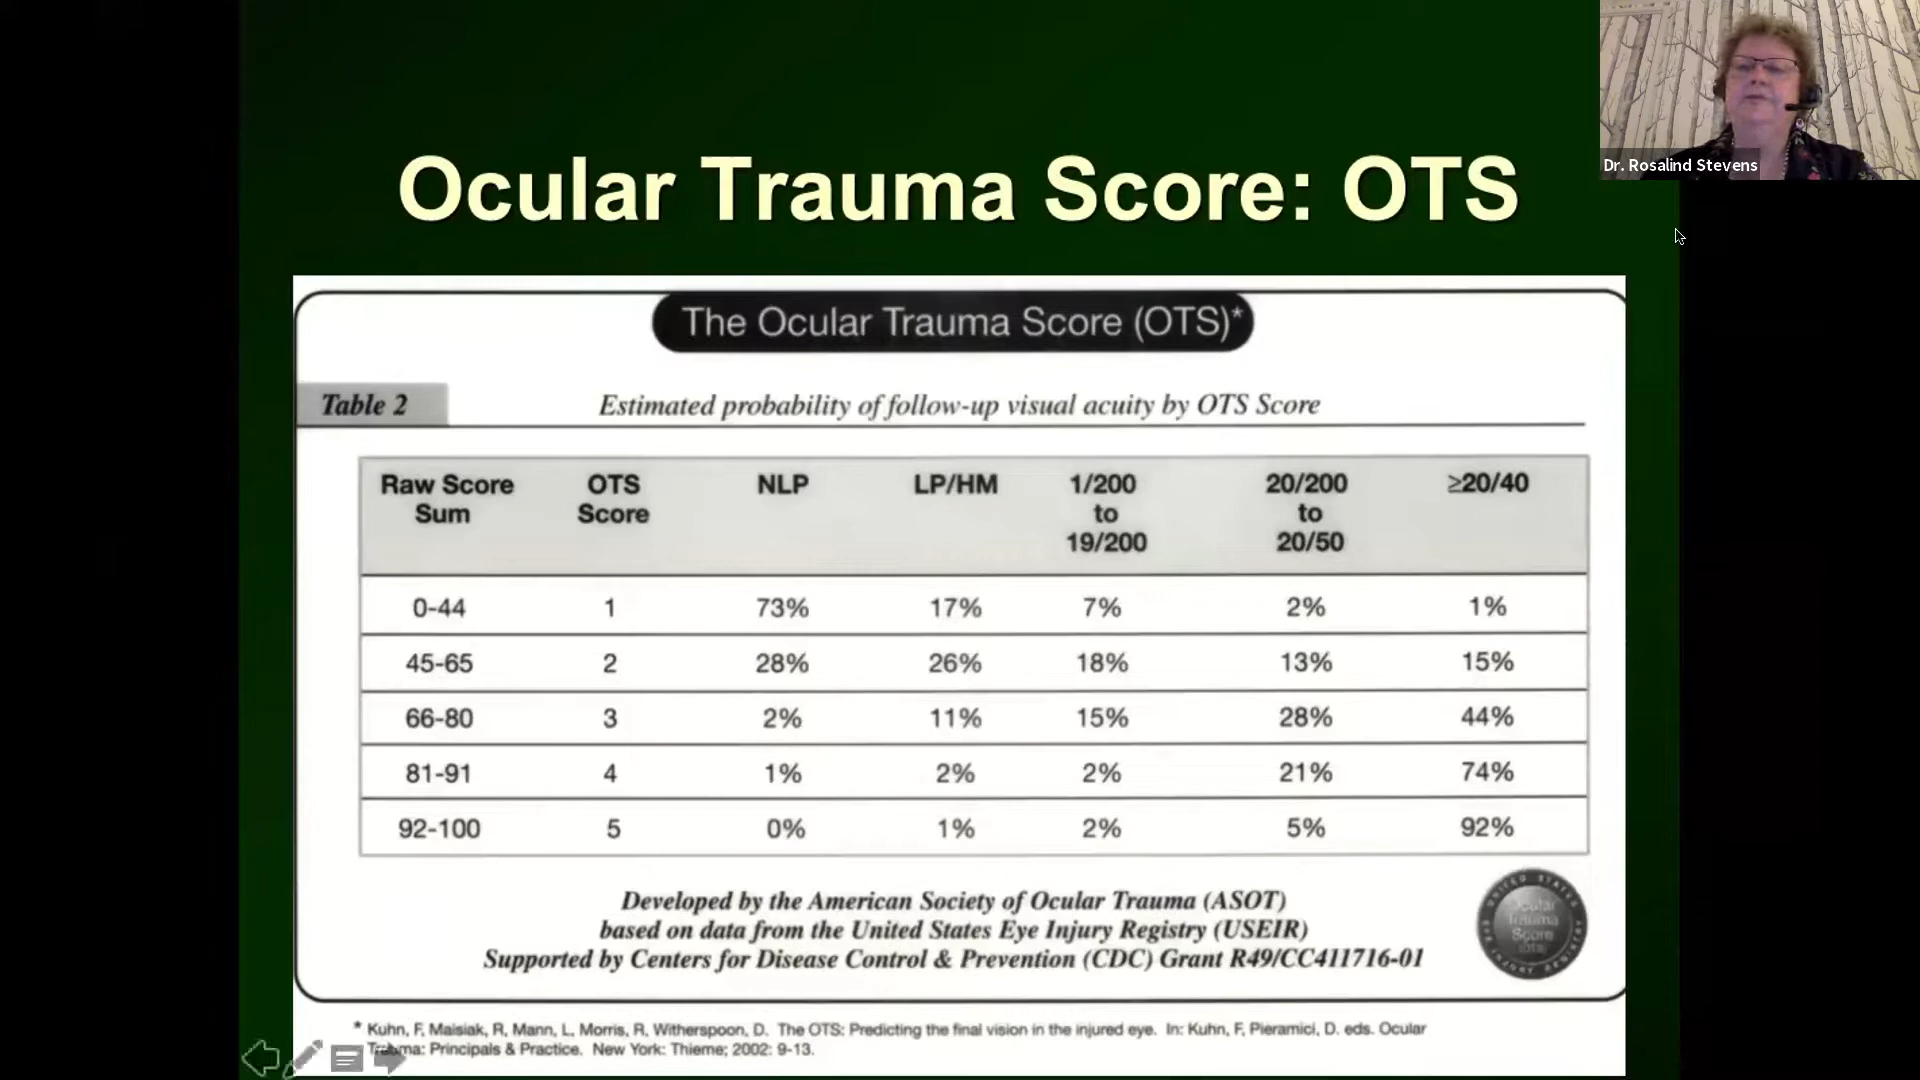 Dr. Rosalind Stevens
Ocular Trauma Score: OTS
The Ocular Trauma Score (OTS)*
Table 2
Estimated probability of follow-up visual acuity by OTS Score
Raw Score Sum OTS Score NLP LP/HM 1/200 to 19/200 20/200 to 20/50 ≥20/40
0-44 1 73% 17% 7% 2% 1%
45-65 2 28% 26% 18% 13% 15%
66-80 3 2% 11% 15% 28% 44%
81-91 4 1% 2% 2% 21% 74%
92-100 5 0% 1% 2% 5% 92%
Developed by the American Society of Ocular Trauma (ASOT)
based on data from the United States Eye Injury Registry (USEIR)
Supported by Centers for Disease Control & Prevention (CDC) Grant R49/CC411716-01
Ocular
Trauma
Score
(OTS)
* Kuhn, F, Maisiak, R, Mann, L, Morris, R, Witherspoon, D. The OTS: Predicting the final vision in the injured eye. In: Kuhn, F, Pieramici, D. eds. Ocular
Trauma: Principals & Practice. New York: Thieme; 2002: 9-13.